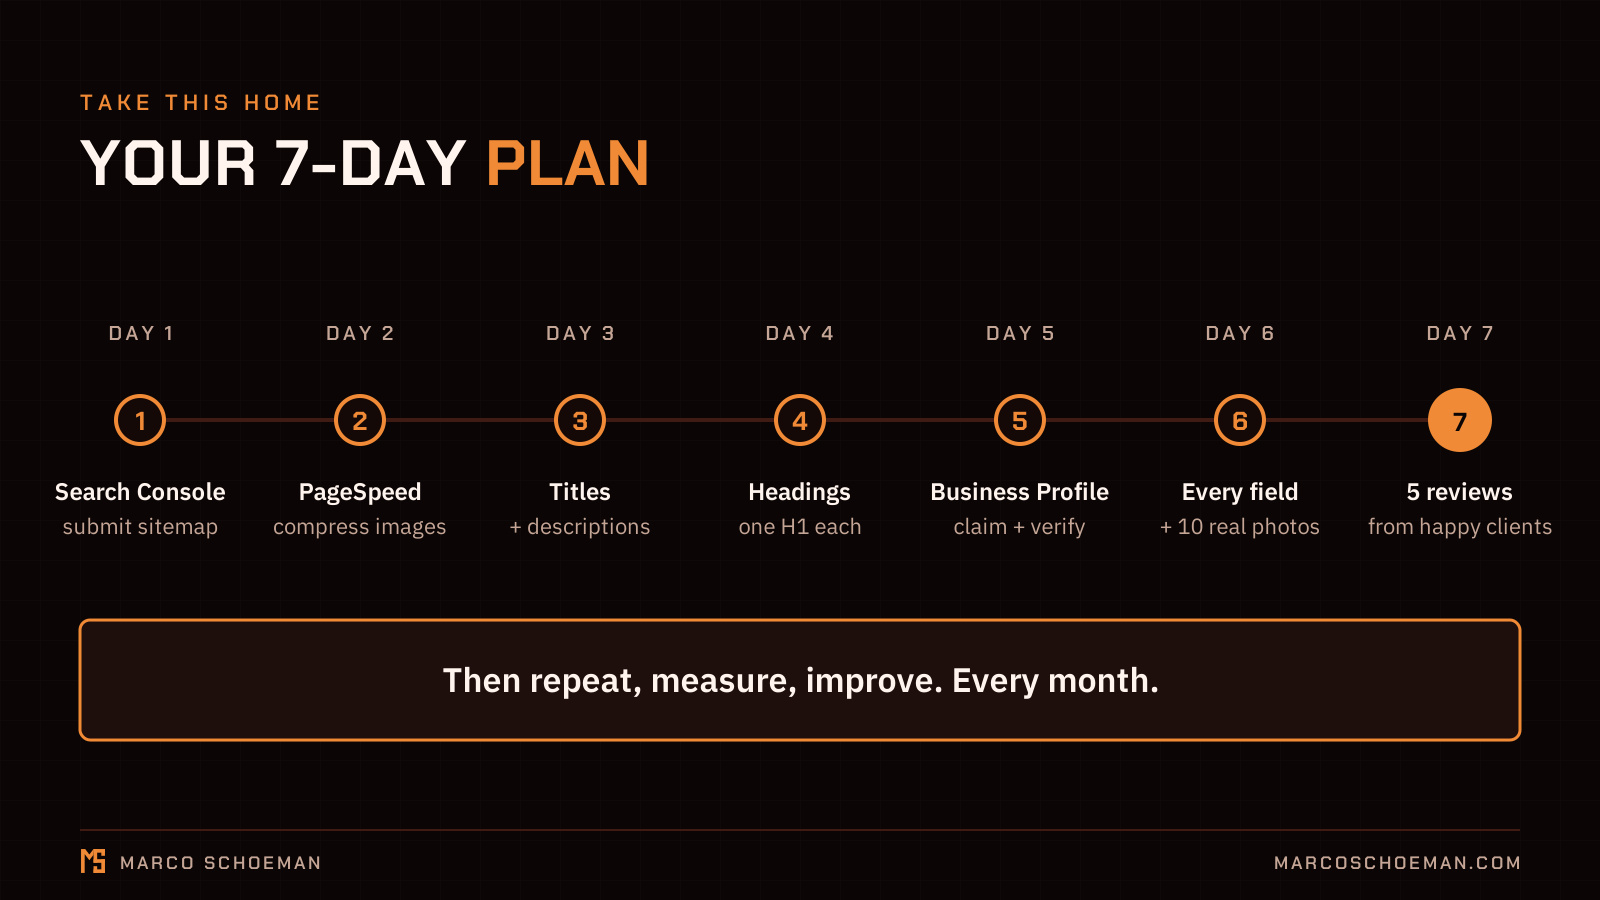 TAKE THIS HOME
YOUR 7-DAY PLAN
DAY 1
DAY 2
DAY 3
DAY 4
DAY 5
DAY 6
DAY 7
1
2
3
4
5
6
7
Search Console
submit sitemap
PageSpeed
compress images
Titles
+ descriptions
Headings
one H1 each
Business Profile
claim + verify
Every field
+ 10 real photos
5 reviews
from happy clients
Then repeat, measure, improve. Every month.
MS MARCO SCHOEMAN
MARCOSCHOEMAN.COM